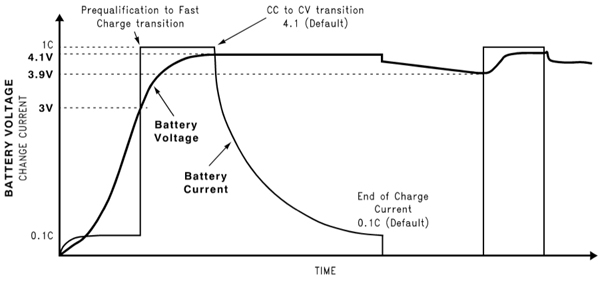 Prequalification to Fast
Charge transition
CC to CV transition
4.1 (Default)
1C
4.1V
3.9V
3V
0.1C
BATTERY VOLTAGE
CHARGE CURRENT
Battery
Voltage
Battery
Current
End of Charge
Current
0.1C (Default)
TIME